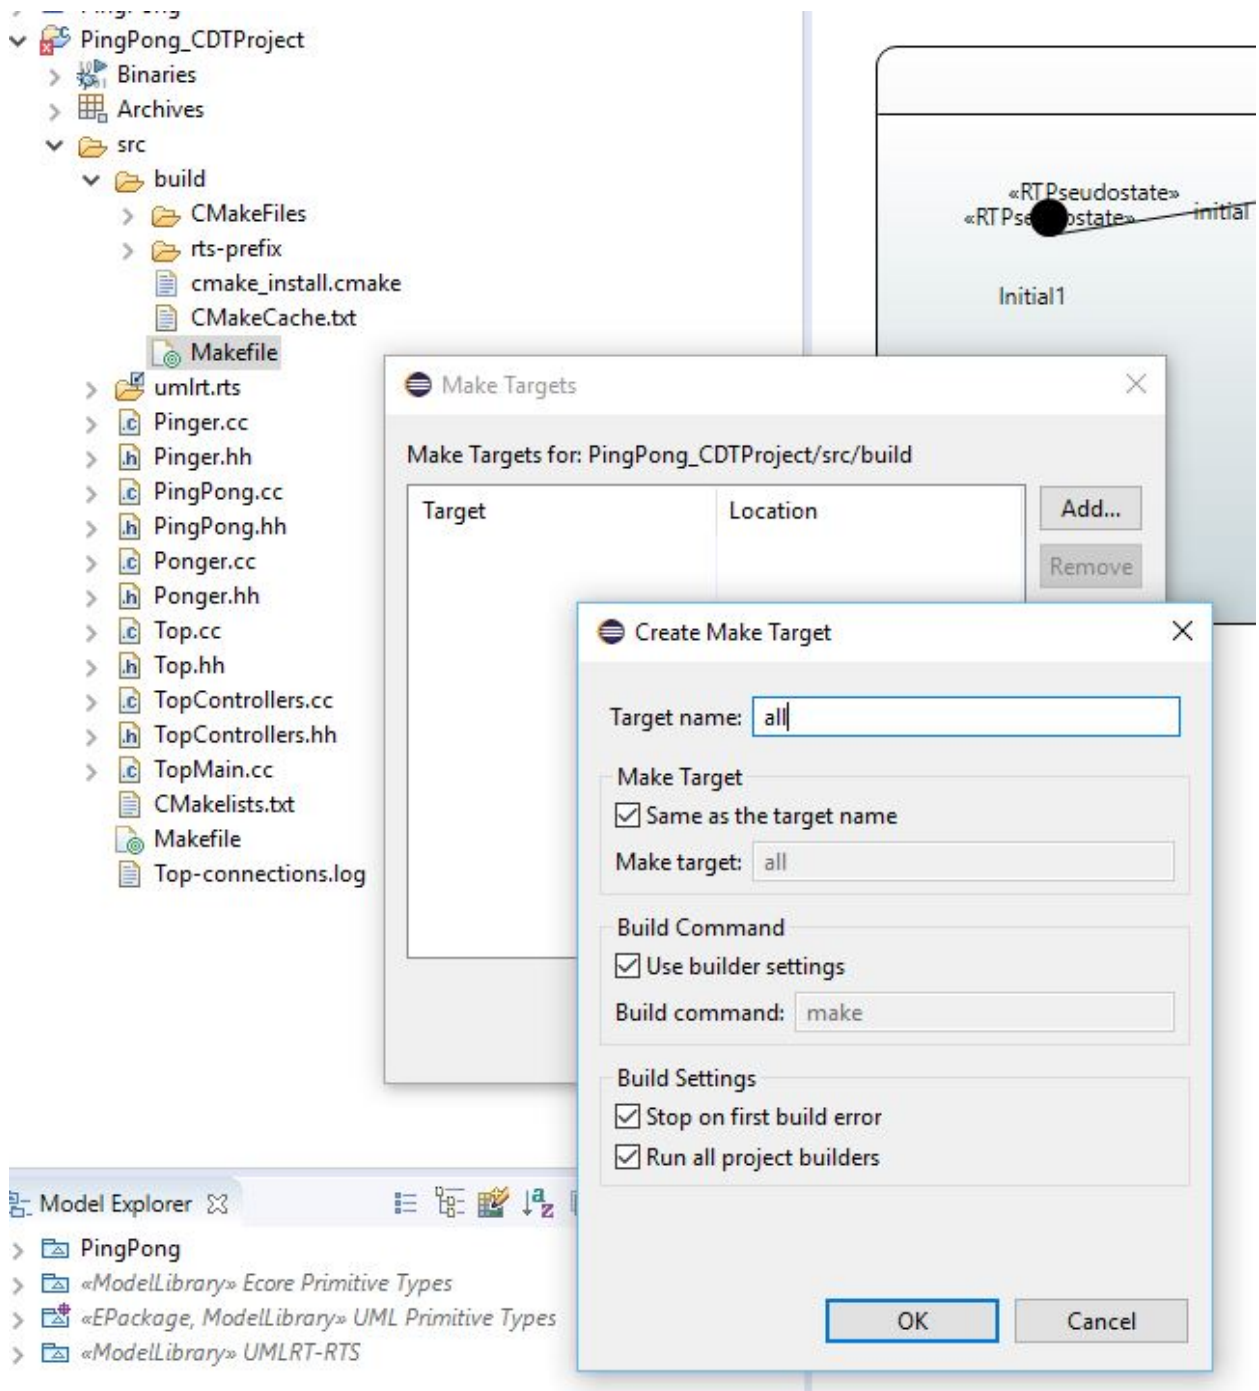 PingPong
PingPong_CDTProject
Binaries
Archives
src
build
CMakeFiles
rts-prefix
cmake_install.cmake
CMakeCache.txt
Makefile
umlrt.rts
Pinger.cc
Pinger.hh
PingPong.cc
PingPong.hh
Ponger.cc
Ponger.hh
Top.cc
Top.hh
TopControllers.cc
TopControllers.hh
TopMain.cc
CMakelists.txt
Makefile
Top-connections.log
«RTPseudostate»
«RTPseudostate»
initial
Initial1
Make Targets
Make Targets for: PingPong_CDTProject/src/build
Target Location
Add...
Remove
Create Make Target
Target name: all
Make Target
Same as the target name
Make target: all
Build Command
Use builder settings
Build command: make
Build Settings
Stop on first build error
Run all project builders
OK Cancel
Model Explorer
PingPong
«ModelLibrary» Ecore Primitive Types
«EPackage, ModelLibrary» UML Primitive Types
«ModelLibrary» UMLRT-RTS